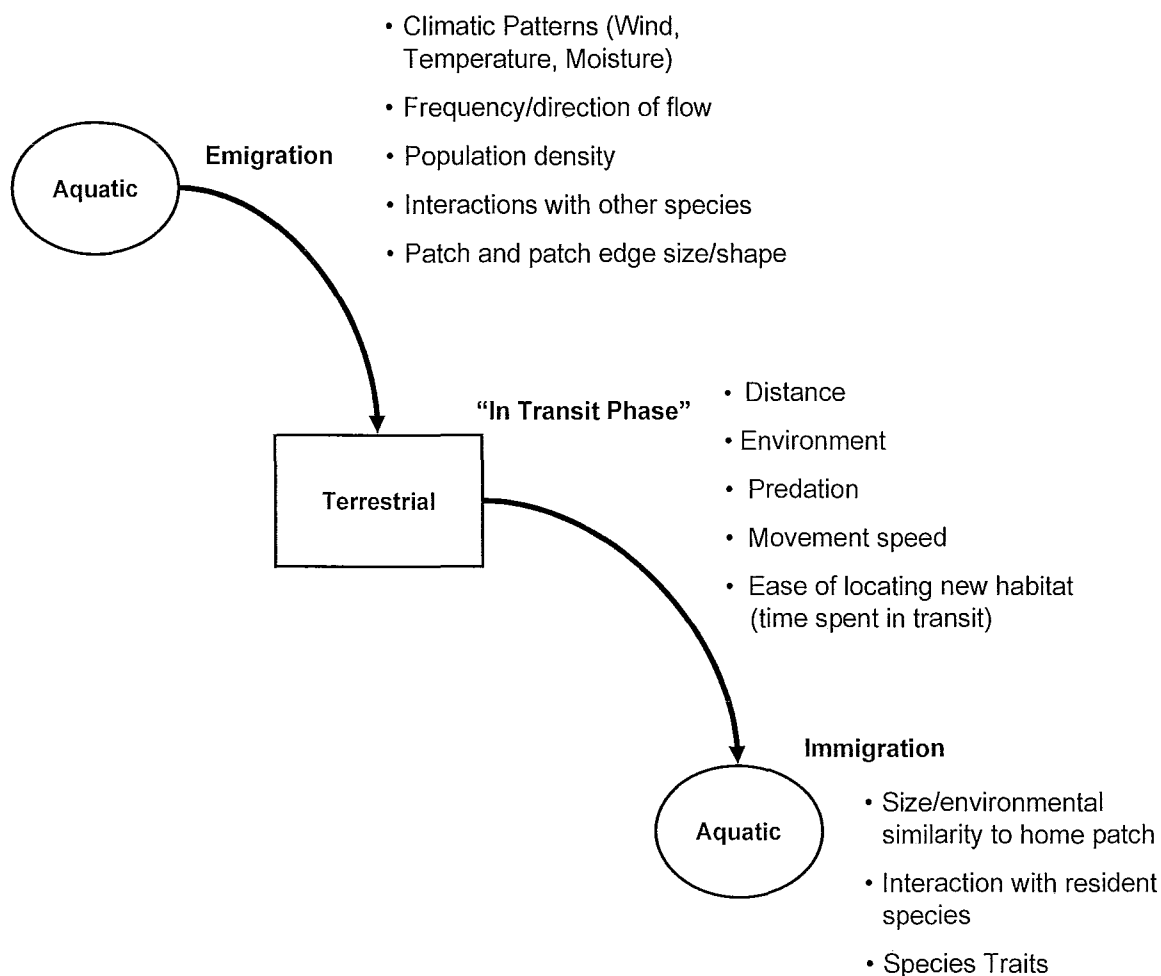 • Climatic Patterns (Wind,
Temperature, Moisture)
• Frequency/direction of flow
Emigration
• Population density
Aquatic
• Interactions with other species
• Patch and patch edge size/shape
• Distance
"In Transit Phase"
• Environment
• Predation
Terrestrial
• Movement speed
• Ease of locating new habitat
(time spent in transit)
Immigration
• Size/environmental
similarity to home patch
Aquatic
• Interaction with resident
species
• Species Traits